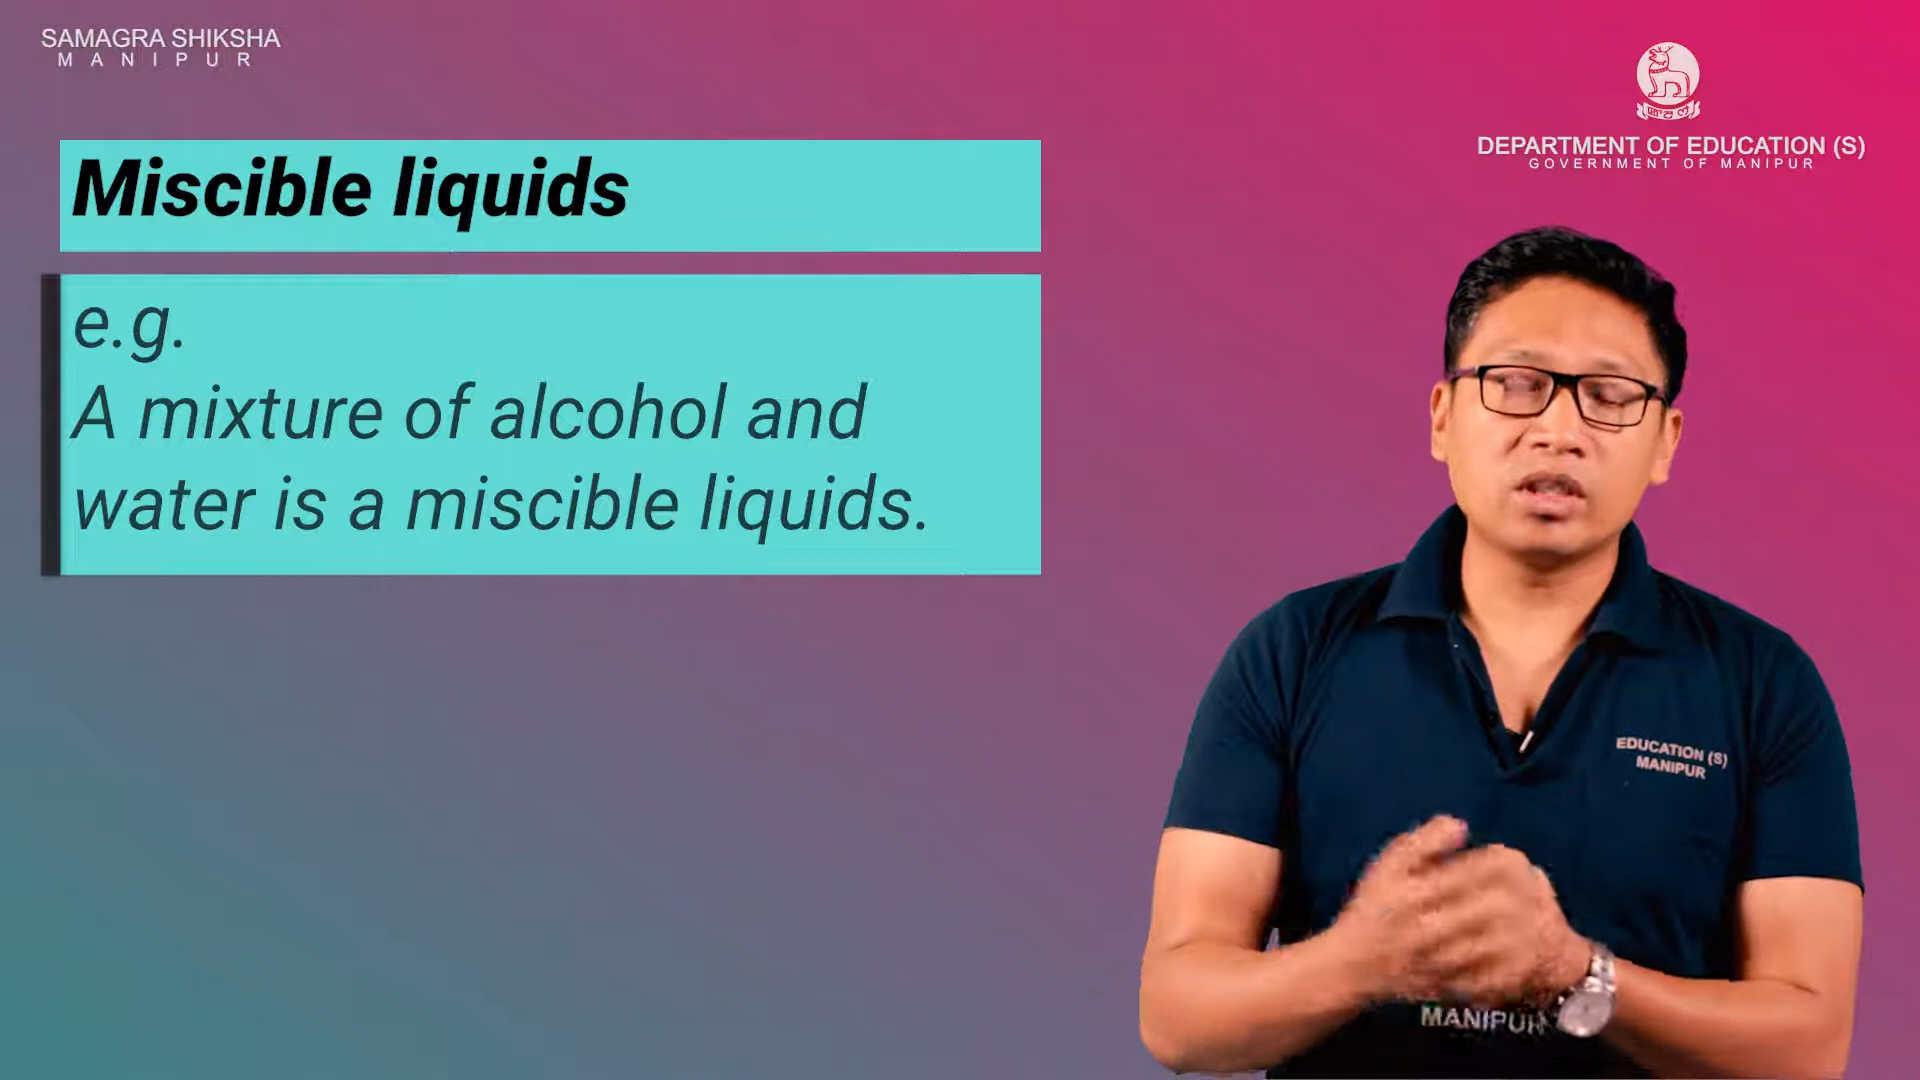 SAMAGRA SHIKSHA
MANIPUR
DEPARTMENT OF EDUCATION (S)
GOVERNMENT OF MANIPUR
Miscible liquids
e.g.
A mixture of alcohol and
water is a miscible liquids.
EDUCATION (S)
MANIPUR
MANIPUR